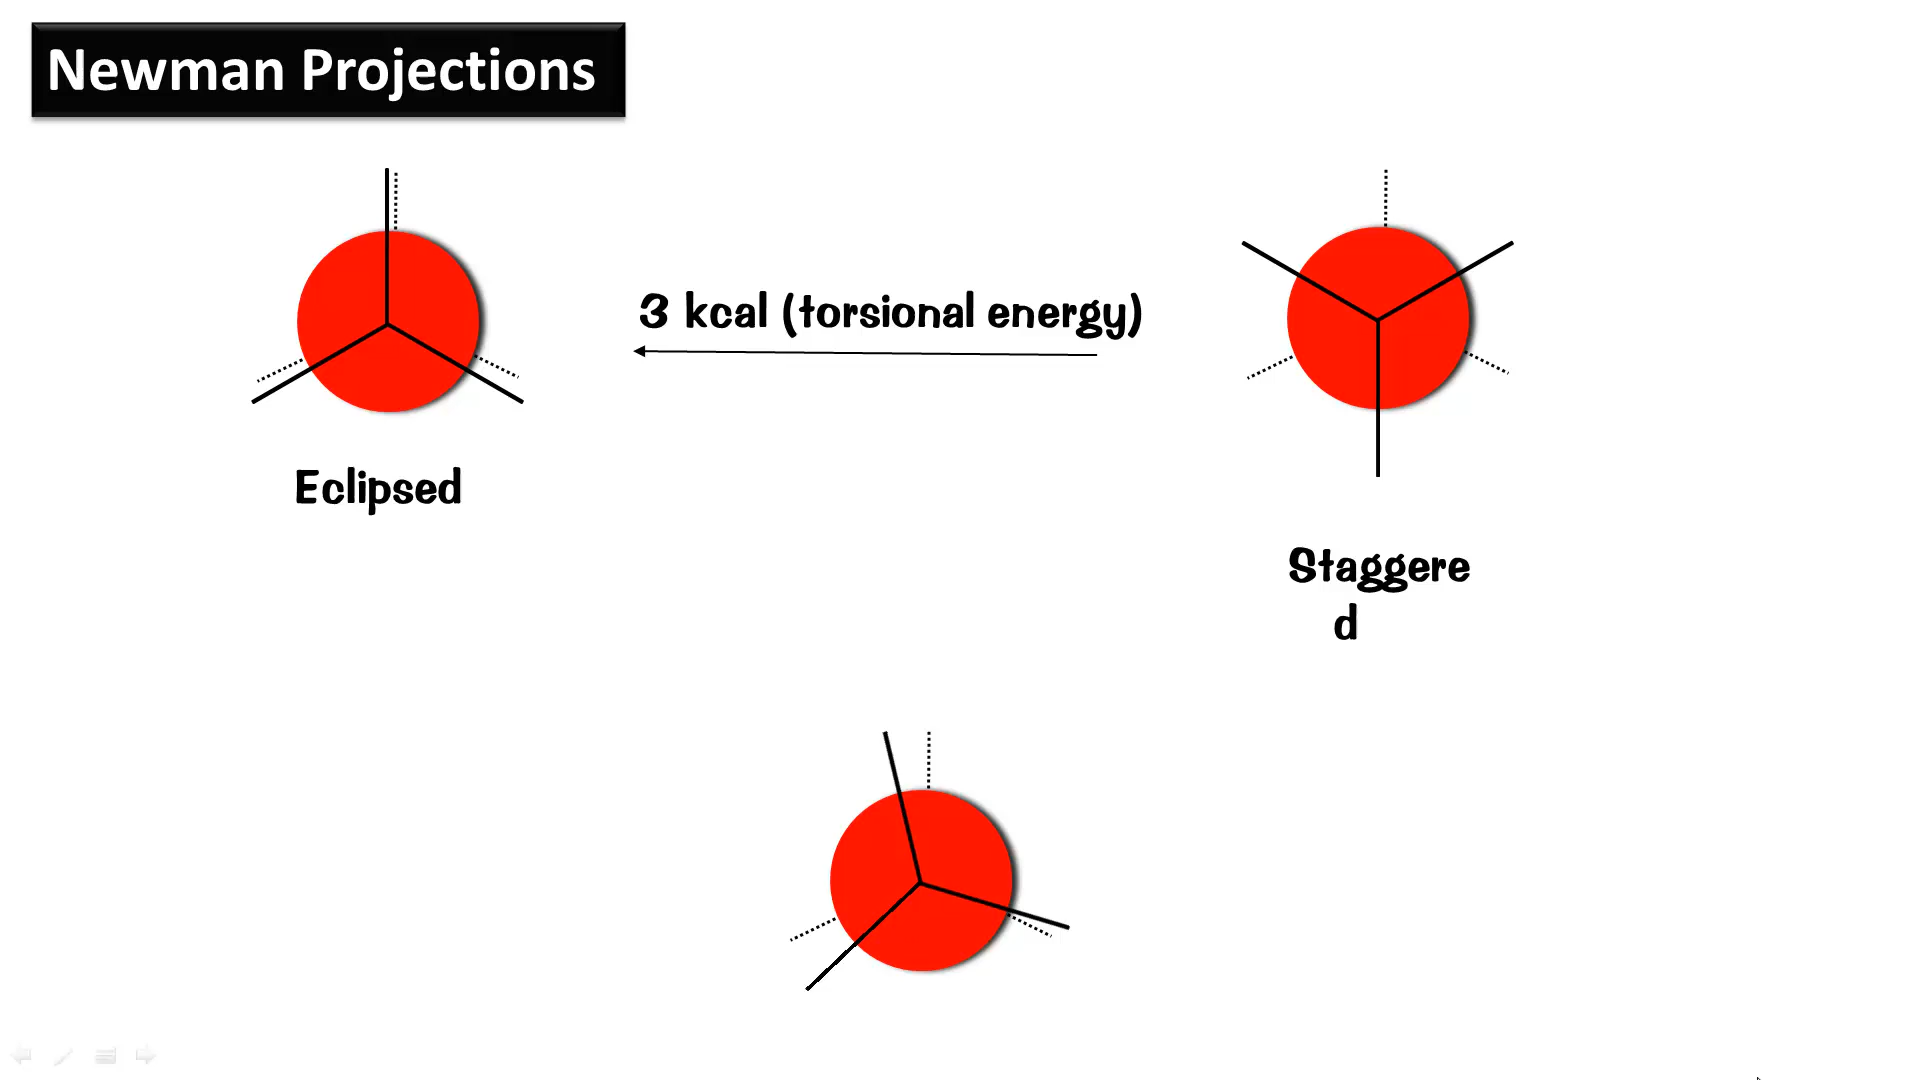 Newman Projections
3 kcal (torsional energy)
Eclipsed
Staggere
d